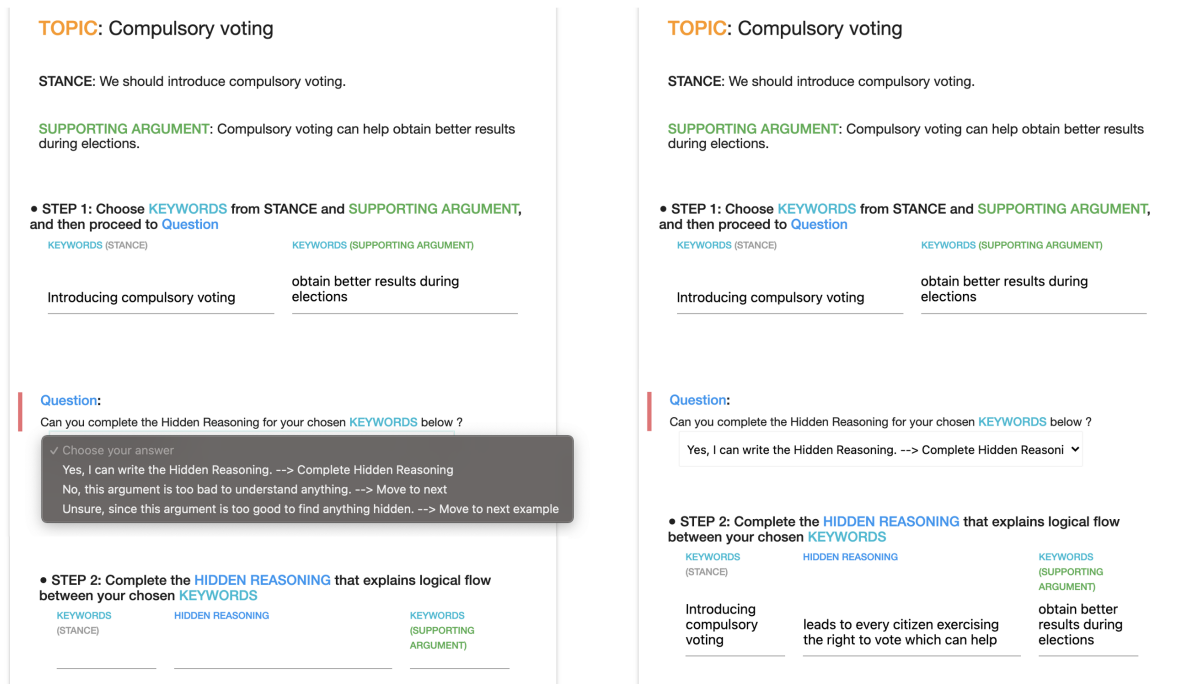 TOPIC: Compulsory voting
STANCE: We should introduce compulsory voting.
SUPPORTING ARGUMENT: Compulsory voting can help obtain better results
during elections.
• STEP 1: Choose KEYWORDS from STANCE and SUPPORTING ARGUMENT,
and then proceed to Question
KEYWORDS (STANCE)
KEYWORDS (SUPPORTING ARGUMENT)
Introducing compulsory voting
obtain better results during
elections
Question:
Can you complete the Hidden Reasoning for your chosen KEYWORDS below ?
✓ Choose your answer
Yes, I can write the Hidden Reasoning. --> Complete Hidden Reasoning
No, this argument is too bad to understand anything. --> Move to next
Unsure, since this argument is too good to find anything hidden. --> Move to next example
• STEP 2: Complete the HIDDEN REASONING that explains logical flow
between your chosen KEYWORDS
KEYWORDS
(STANCE)
HIDDEN REASONING
KEYWORDS
(SUPPORTING
ARGUMENT)
TOPIC: Compulsory voting
STANCE: We should introduce compulsory voting.
SUPPORTING ARGUMENT: Compulsory voting can help obtain better results
during elections.
• STEP 1: Choose KEYWORDS from STANCE and SUPPORTING ARGUMENT,
and then proceed to Question
KEYWORDS (STANCE)
KEYWORDS (SUPPORTING ARGUMENT)
Introducing compulsory voting
obtain better results during
elections
Question:
Can you complete the Hidden Reasoning for your chosen KEYWORDS below ?
Yes, I can write the Hidden Reasoning. --> Complete Hidden Reasoni
• STEP 2: Complete the HIDDEN REASONING that explains logical flow
between your chosen KEYWORDS
KEYWORDS
(STANCE)
HIDDEN REASONING
KEYWORDS
(SUPPORTING
ARGUMENT)
Introducing
compulsory
voting
leads to every citizen exercising
the right to vote which can help
obtain better
results during
elections